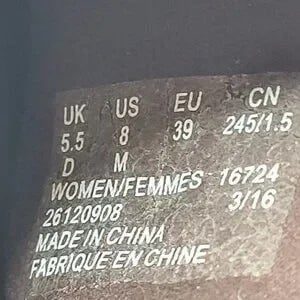 UK US EU CN
5.5 8 39 245/1.5
D M
WOMEN/FEMMES 16724
26120908 3/16
MADE IN CHINA
FABRIQUE EN CHINE